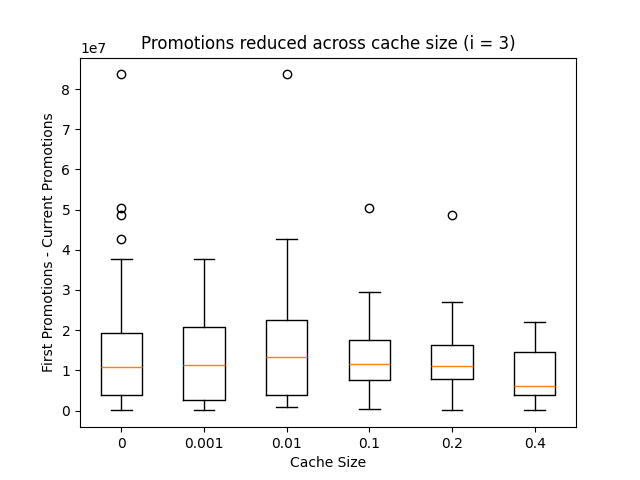 Promotions reduced across cache size (i = 3)
1e7
First Promotions - Current Promotions
8
7
6
5
4
3
2
1
0
0 0.001 0.01 0.1 0.2 0.4
Cache Size